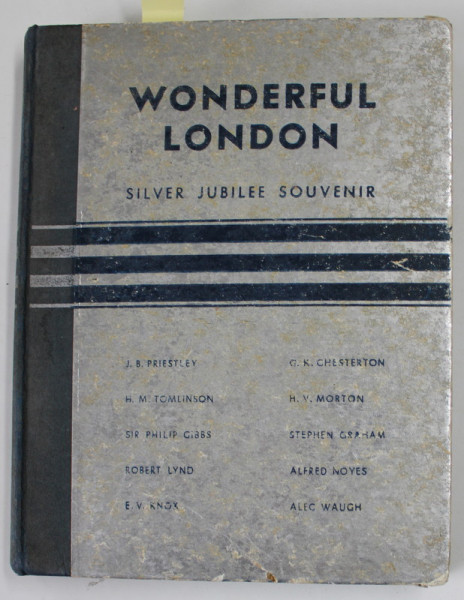 WONDERFUL
LONDON
SILVER JUBILEE SOUVENIR
J. B. PRIESTLEY
G. K. CHESTERTON
H. M. TOMLINSON
H. V. MORTON
SIR PHILIP GIBBS
STEPHEN GRAHAM
ROBERT LYND
ALFRED NOYES
E. V. KNOX
ALEC WAUGH